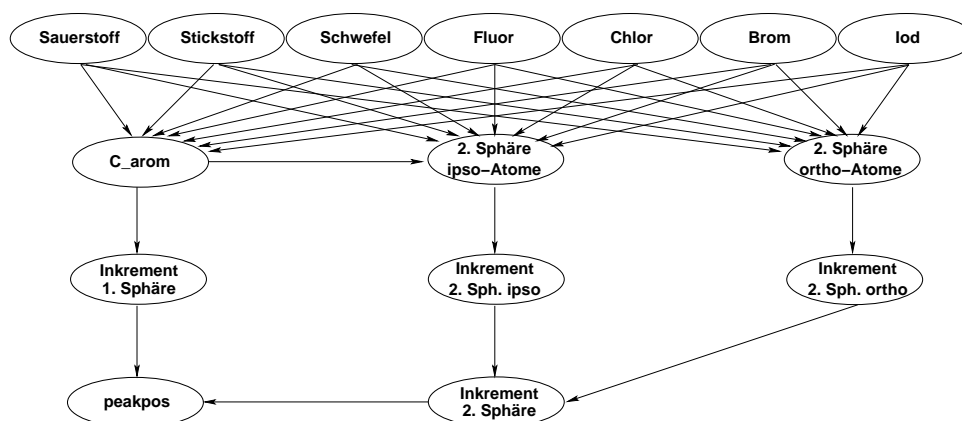 Sauerstoff
Stickstoff
Schwefel
Fluor
Chlor
Brom
Iod
C_arom
2. Sphäre
ipso−Atome
2. Sphäre
ortho−Atome
Inkrement
1. Sphäre
Inkrement
2. Sph. ipso
Inkrement
2. Sph. ortho
peakpos
Inkrement
2. Sphäre